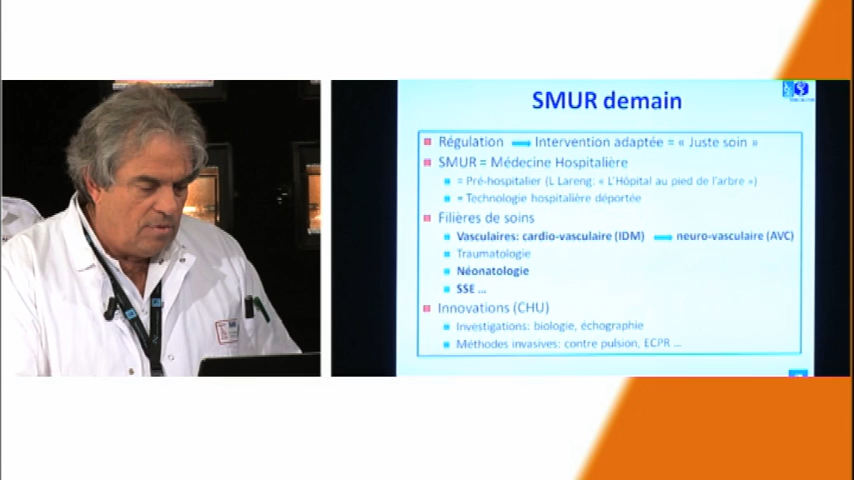 SMUR demain
Régulation Intervention adaptée = « Juste soin »
SMUR = Médecine Hospitalière
= Pré-hospitalier (L Lareng: « L'Hôpital au pied de l'arbre »)
= Technologie hospitalière déportée
Filières de soins
Vasculaires: cardio-vasculaire (IDM) neuro-vasculaire (AVC)
Traumatologie
Néonatologie
SSE ...
Innovations (CHU)
Investigations: biologie, échographie
Méthodes invasives: contre pulsion, ECPR ...